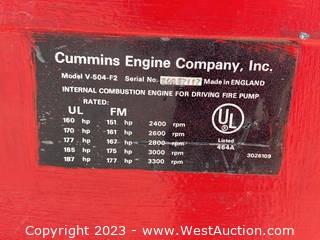 Cummins Engine Company, Inc.
Model V-504-F2 Serial No. Made in ENGLAND
INTERNAL COMBUSTION ENGINE FOR DRIVING FIRE PUMP
RATED:
UL FM
160 hp 151 hp 2400 rpm
170 hp 161 hp 2600 rpm
177 hp 167 hp 2800 rpm
185 hp 175 hp 3000 rpm
187 hp 177 hp 3300 rpm
UL
Listed
464A
3026109
Copyright © 2023 - WestAuction.com